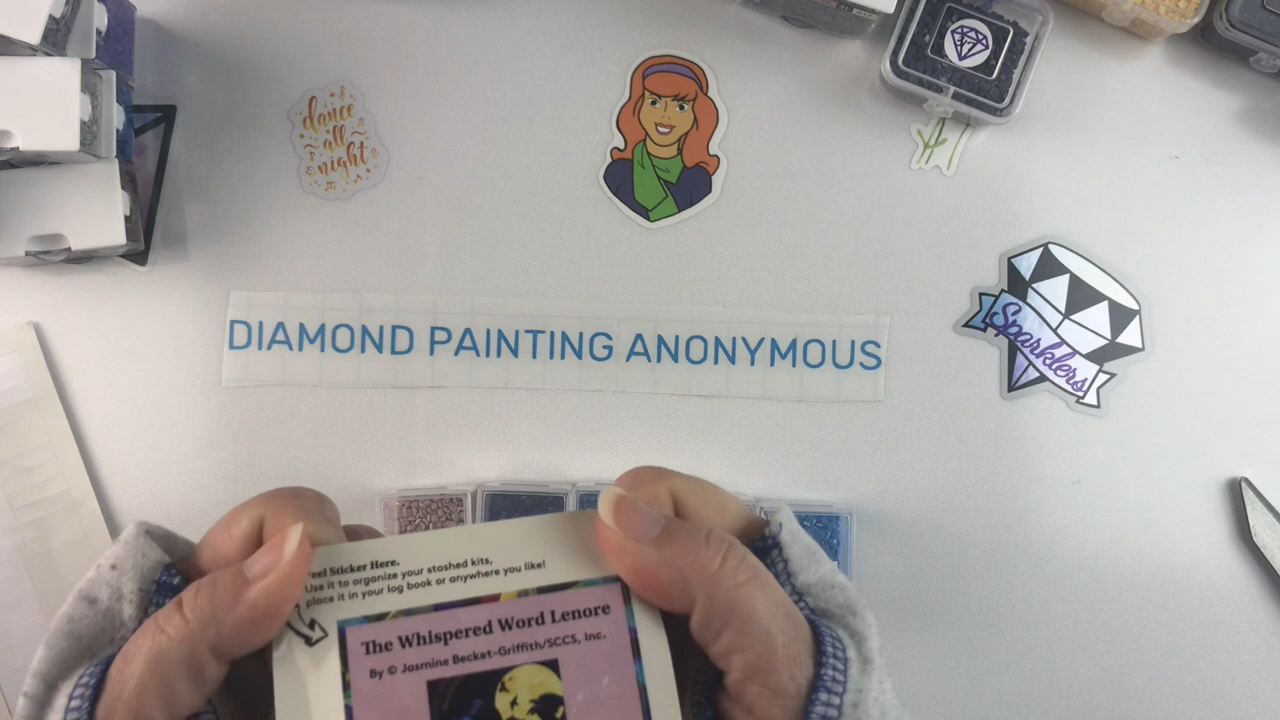 dance
all
night
DIAMOND PAINTING ANONYMOUS
Sparklers
Peel Sticker Here.
Use it to organize your stashed kits,
place it in your log book or anywhere you like!
The Whispered Word Lenore
By © Jasmine Becket-Griffith/SCCS, Inc.